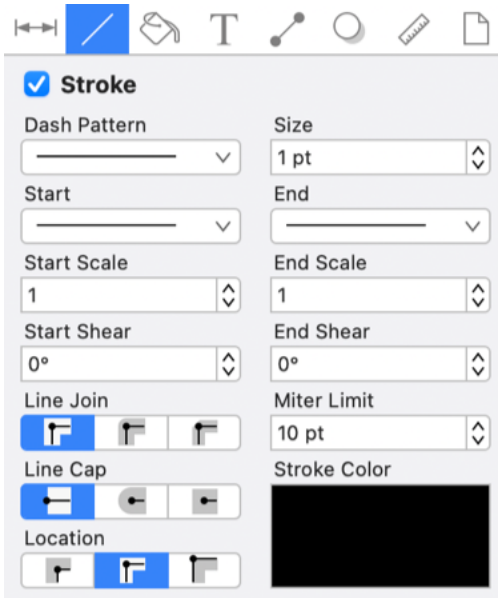 T
Stroke
Dash Pattern
Size
1 pt
Start
End
Start Scale
End Scale
1
1
Start Shear
End Shear
0°
0°
Line Join
Miter Limit
10 pt
Line Cap
Stroke Color
Location